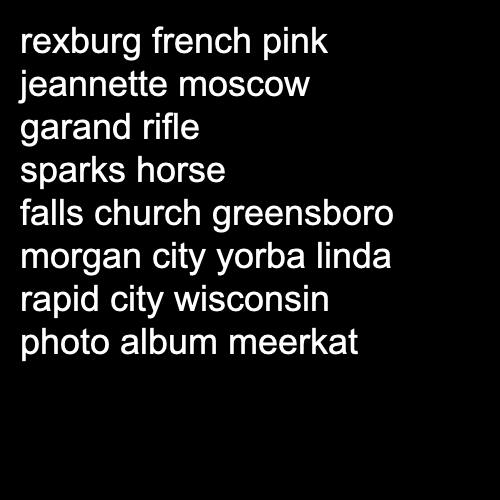 rexburg french pink
jeannette moscow
garand rifle
sparks horse
falls church greensboro
morgan city yorba linda
rapid city wisconsin
photo album meerkat